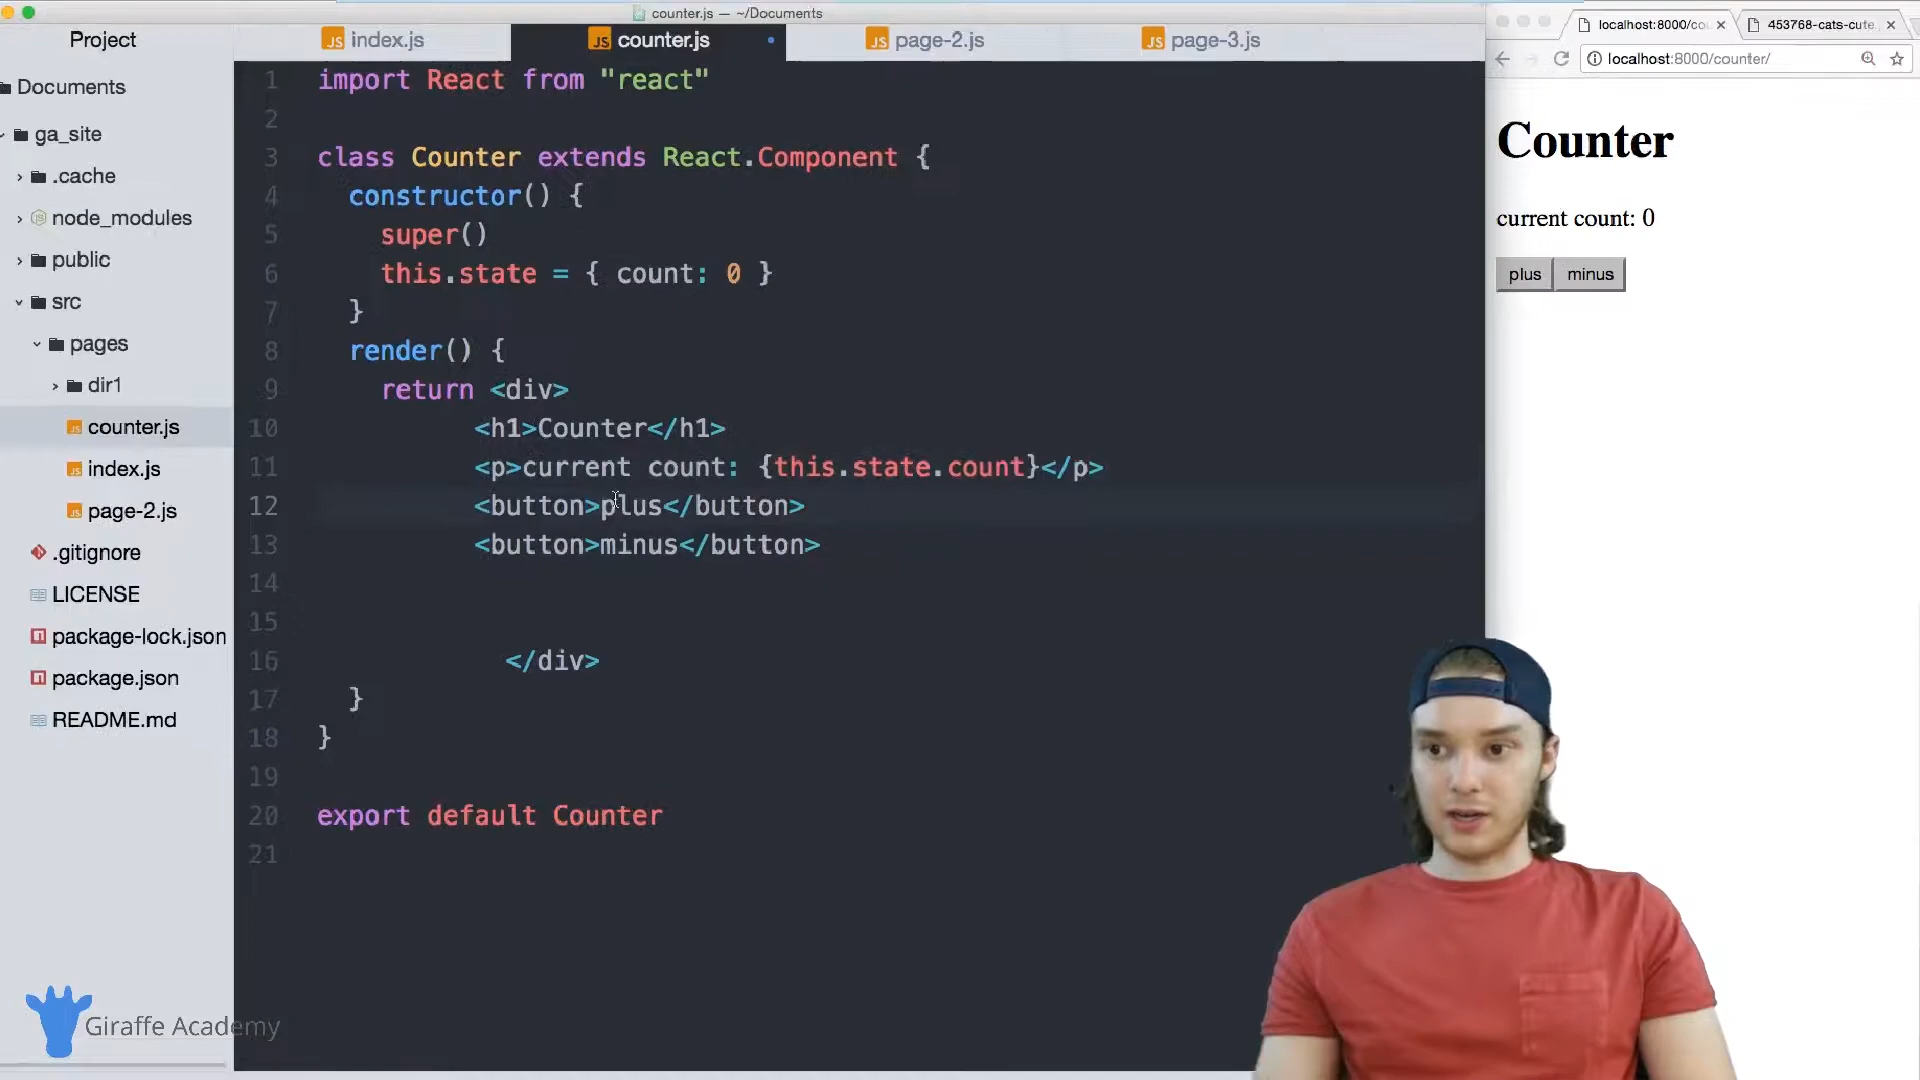 counter.js — ~/Documents
Project
index.js
counter.js
page-2.js
page-3.js
Documents
ga_site
.cache
node_modules
public
src
pages
dir1
counter.js
index.js
page-2.js
.gitignore
LICENSE
package-lock.json
package.json
README.md
1 import React from "react"
2
3 class Counter extends React.Component {
4 constructor() {
5 super()
6 this.state = { count: 0 }
7 }
8 render() {
9 return <div>
10 <h1>Counter</h1>
11 <p>current count: {this.state.count}</p>
12 <button>plus</button>
13 <button>minus</button>
14
15
16 </div>
17 }
18 }
19
20 export default Counter
21
localhost:8000/cou
453768-cats-cute
localhost:8000/counter/
Counter
current count: 0
plus minus
Giraffe Academy